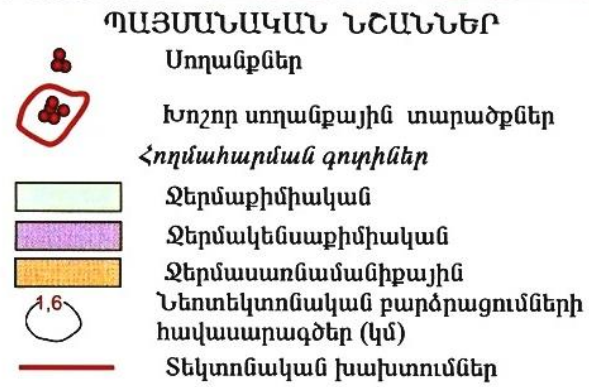 ՊԱՅՄԱՆԱԿԱՆ ՆՇԱՆՆԵՐ
Սողանքներ
Խոշոր սողանքային տարածքներ
Հողմահարման գոտիներ
Ջերմաքիմիական
Ջերմակենսաքիմիական
Ջերմասառնամանիքային
1,6
Նեոտեկտոնական բարձրացումների
հավասարագծեր (կմ)
Տեկտոնական խախտումներ